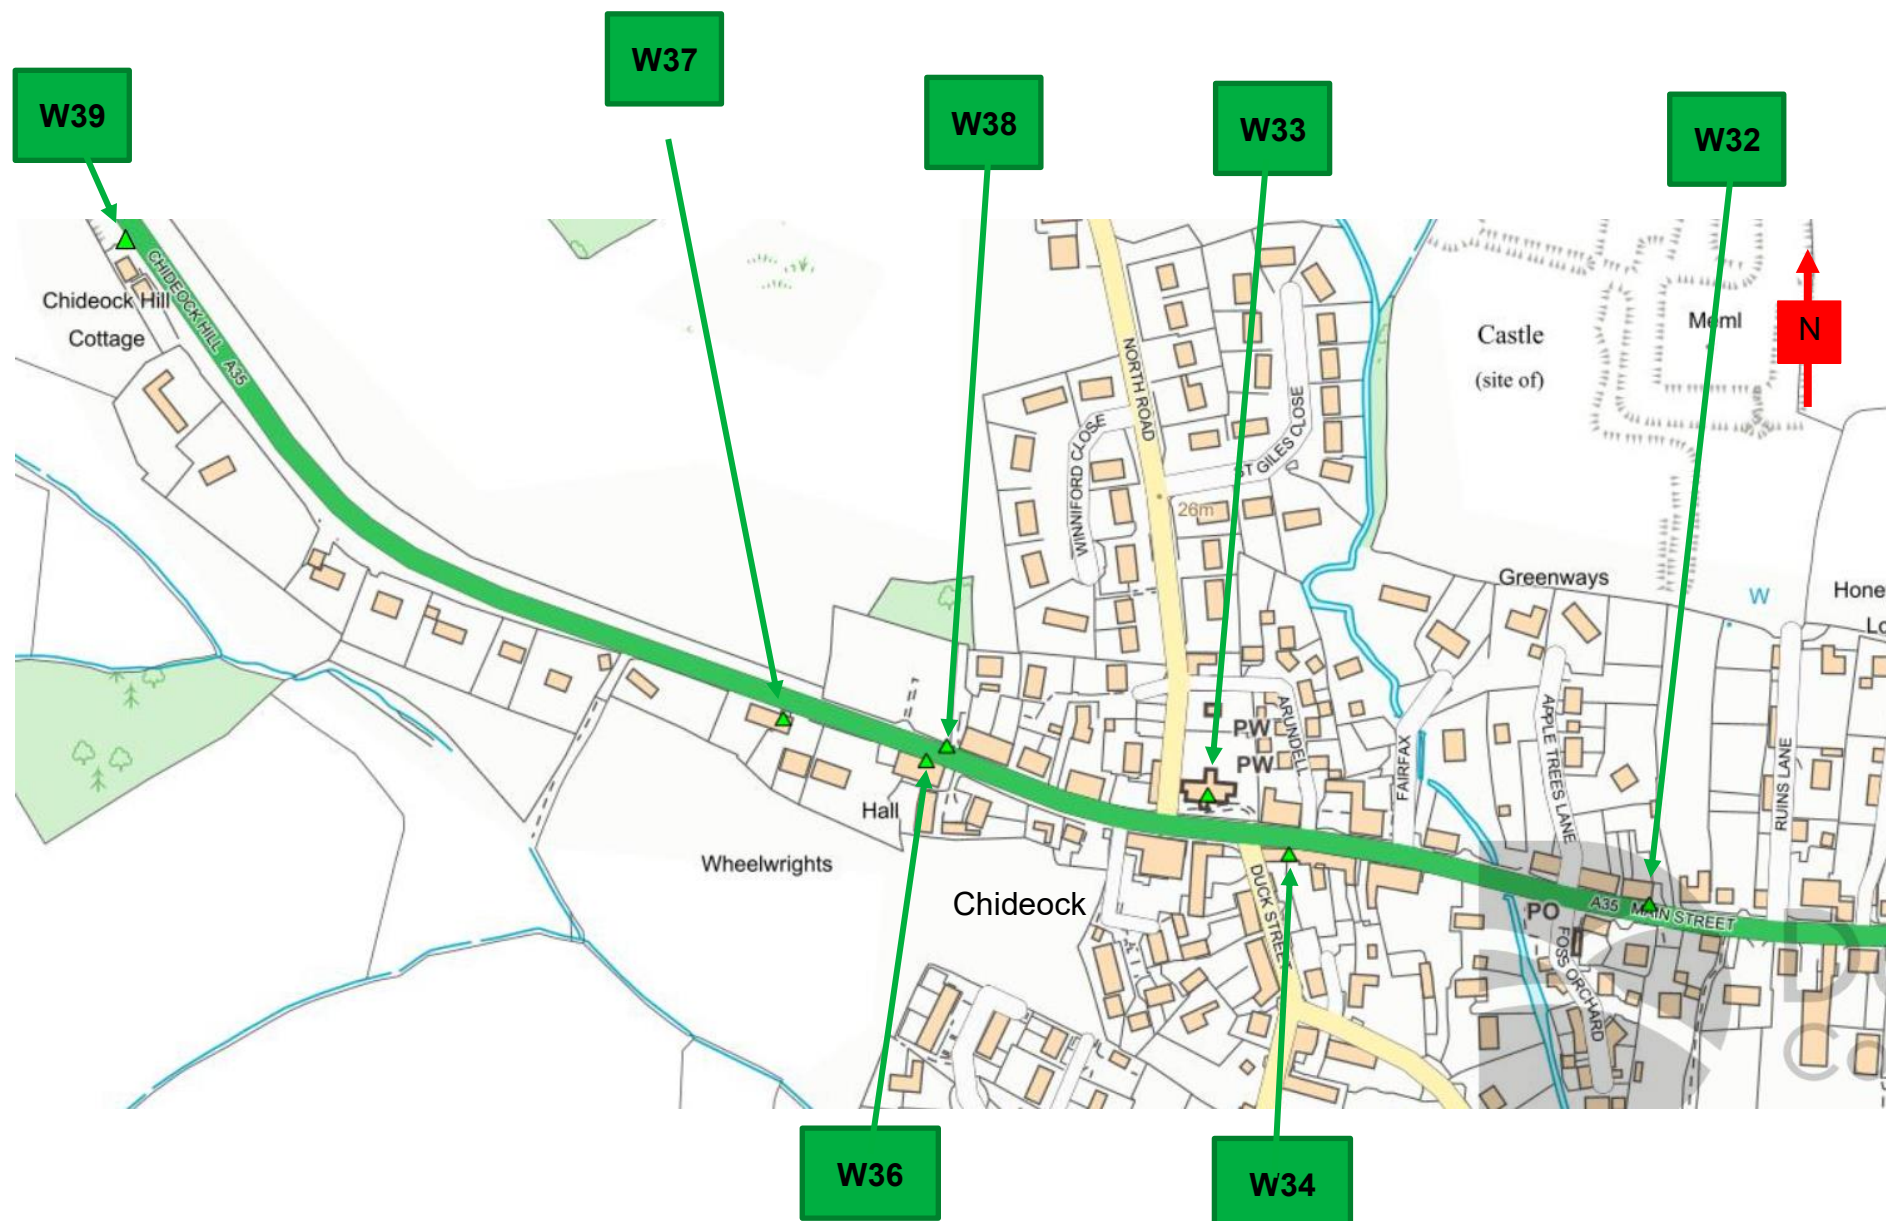 W37
W39
W38
W33
W32
CHIDEOCK HILL A35
Chideock Hill
Cottage
NORTH ROAD
Castle
(site of)
Meml
N
WINNIFORD CLOSE
ST GILES CLOSE
26m
Greenways
W
Hone
Lo
PW
PW
ARUNDELL
FAIRFAX
APPLE TREES LANE
RUINS LANE
Hall
Wheelwrights
Chideock
DUCK STREET
PO
A35 MAIN STREET
FOSS ORCHARD
Co
W36
W34